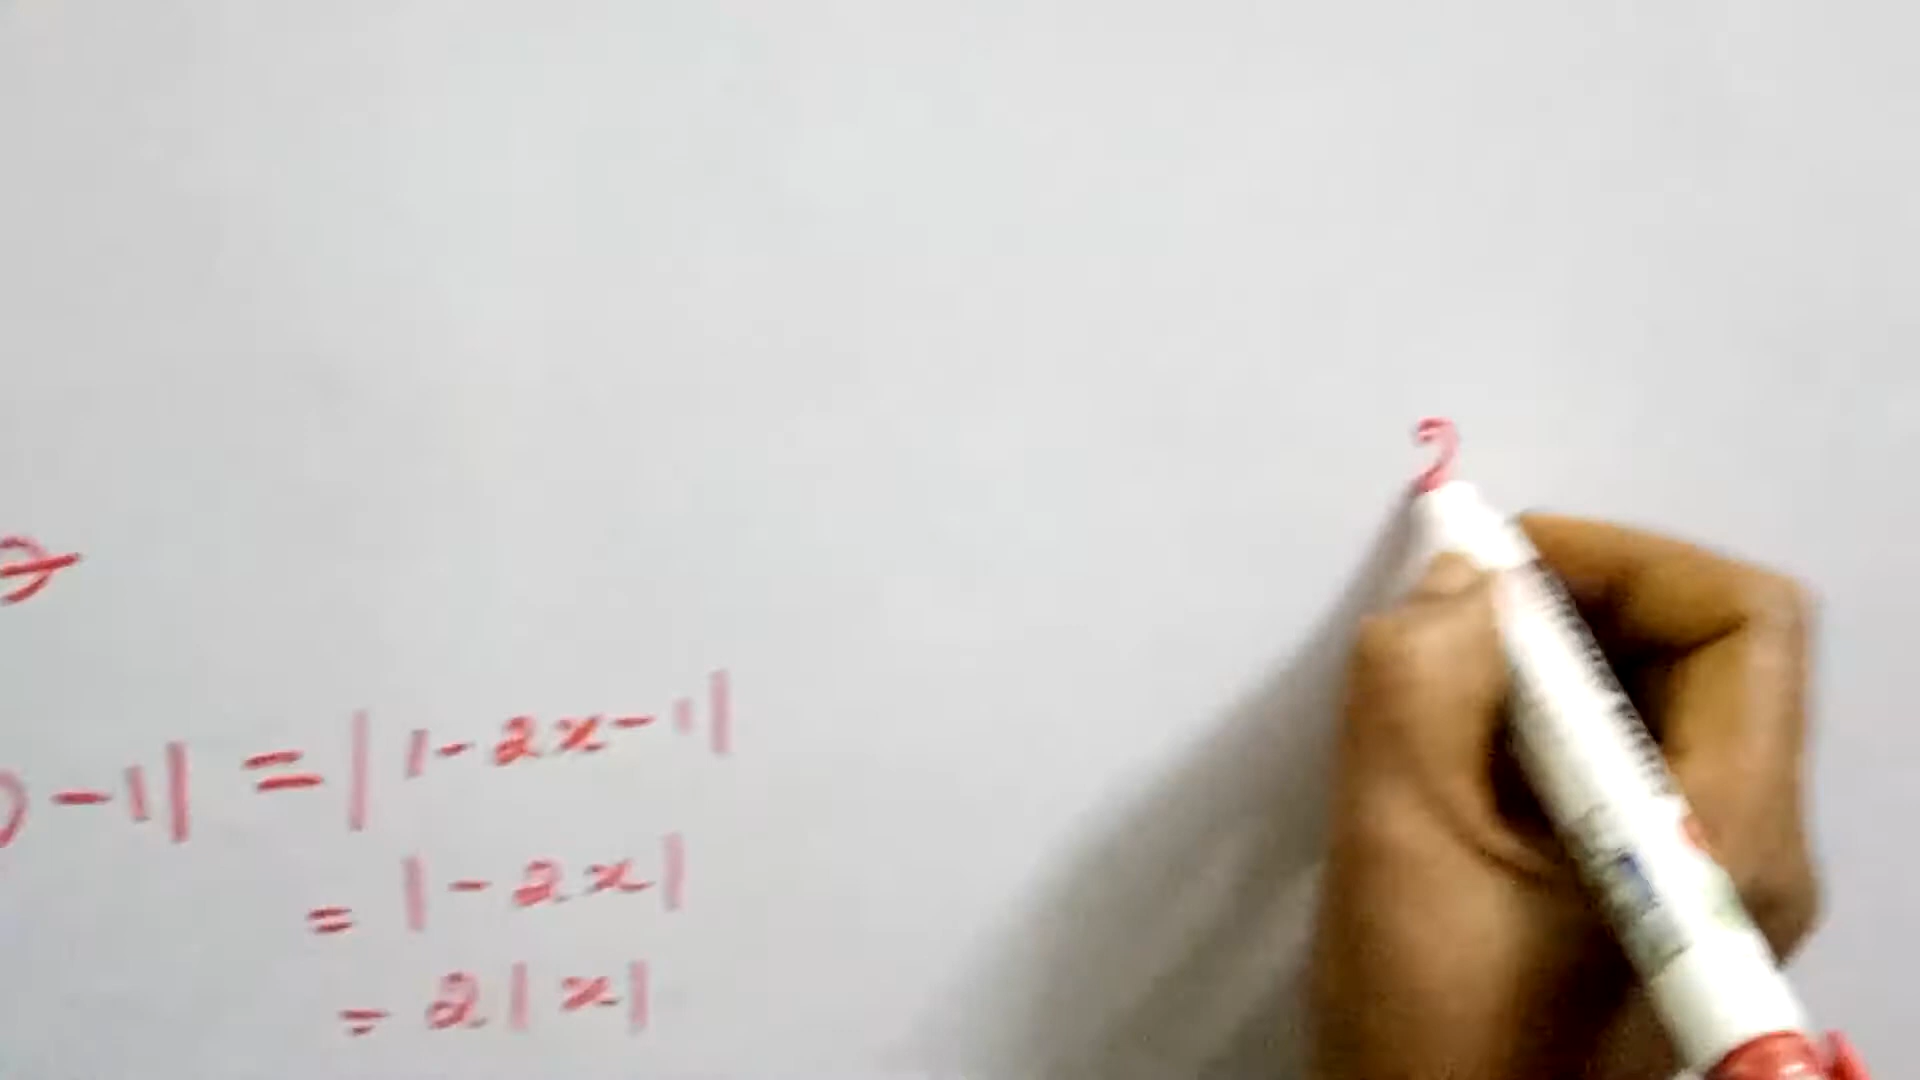 2
) - 1| = | 1 - 2x - 1|
= |- 2x|
= 2|x|